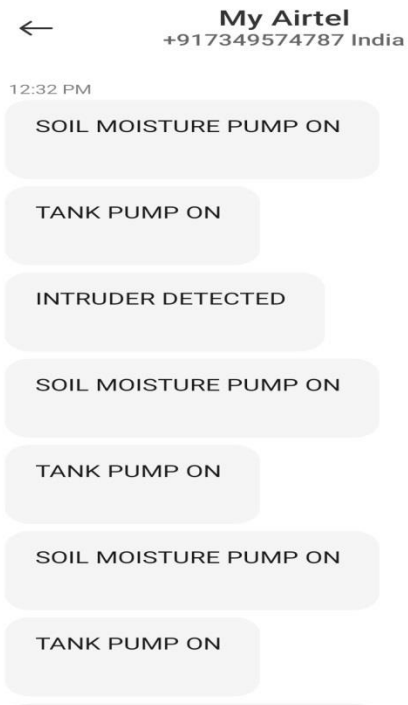 My Airtel
+917349574787 India
12:32 PM
SOIL MOISTURE PUMP ON
TANK PUMP ON
INTRUDER DETECTED
SOIL MOISTURE PUMP ON
TANK PUMP ON
SOIL MOISTURE PUMP ON
TANK PUMP ON